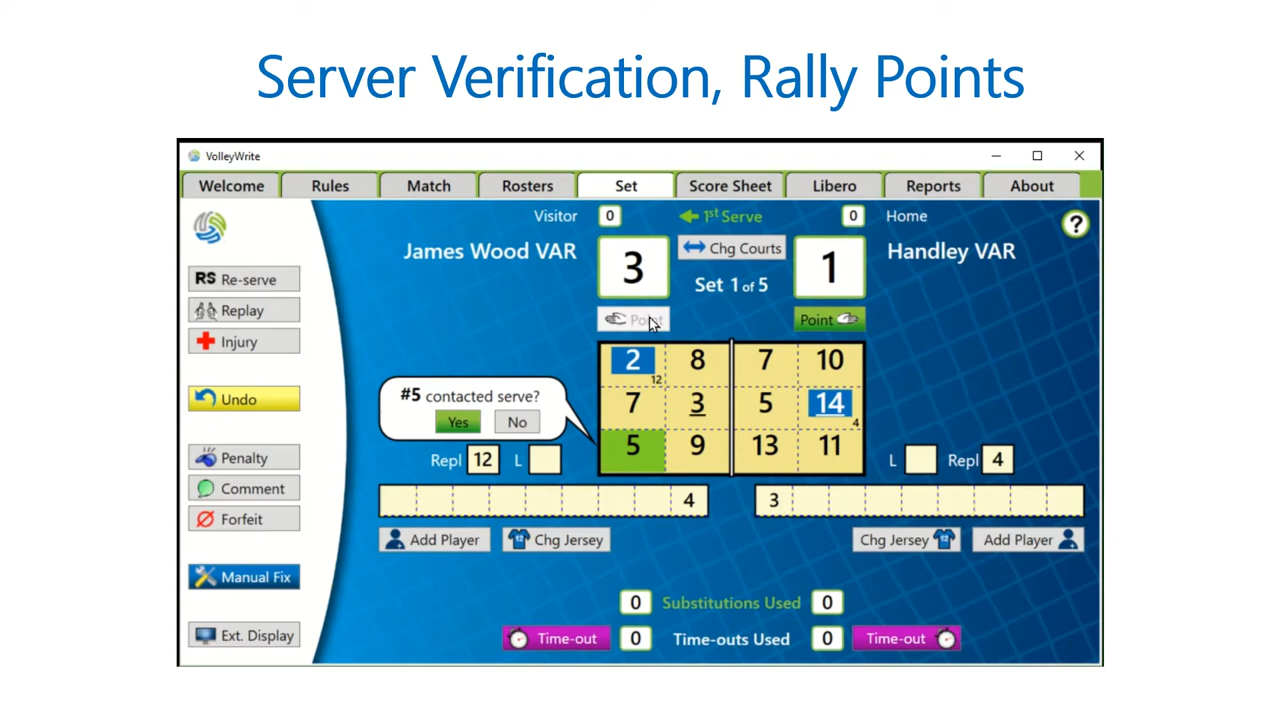 Server Verification, Rally Points
VolleyWrite
Welcome Rules Match Rosters Set Score Sheet Libero Reports About
Visitor 0 1st Serve 0 Home ?
James Wood VAR 3 Chg Courts 1 Handley VAR
Set 1 of 5
RS Re-serve
Replay
Injury
Undo
Penalty
Comment
Forfeit
Manual Fix
Ext. Display
Point Point
2 12 8 7 10
7 3 5 14 4
5 9 13 11
#5 contacted serve?
Yes No
Repl 12 L L Repl 4
4 3
Add Player Chg Jersey 12 Chg Jersey 12 Add Player
0 Substitutions Used 0
Time-out 0 Time-outs Used 0 Time-out